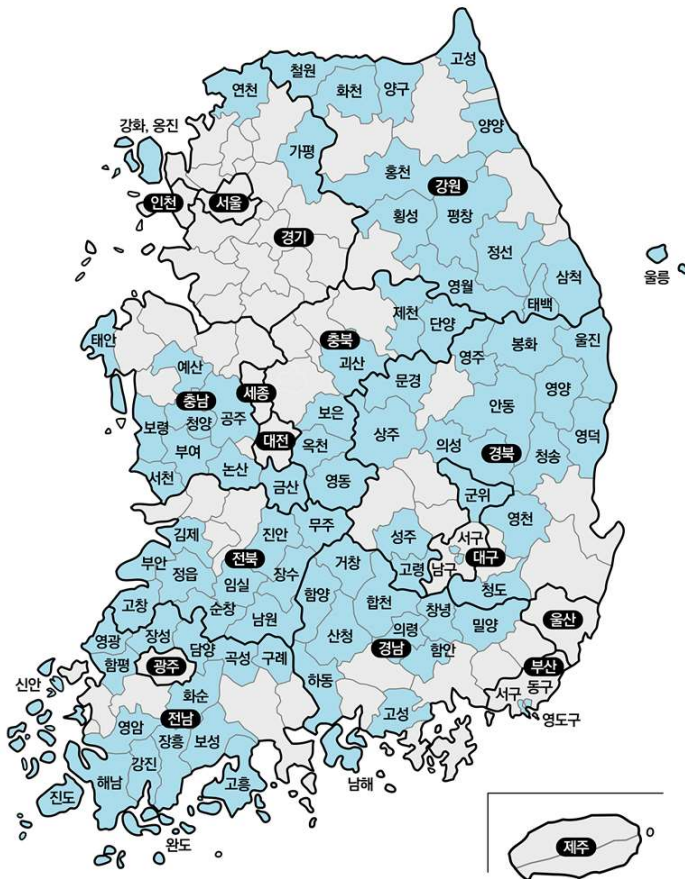 고성
철원
연천
화천
양구
양양
강화, 옹진
가평
홍천
강원
인천
서울
경기
횡성
평창
정선
삼척
울릉
영월
태백
제천
단양
태안
충북
괴산
영주
봉화
울진
예산
문경
세종
충남
공주
청양
보은
안동
영양
보령
대전
상주
의성
경북
청송
영덕
부여
옥천
서천
논산
금산
영동
군위
김제
진안
무주
성주
서구
영천
대구
전북
부안
정읍
임실
장수
거창
고령
남구
청도
고창
순창
남원
함양
합천
창녕
밀양
울산
영광
장성
담양
곡성
구례
산청
의령
함안
경남
함평
광주
부산
신안
화순
하동
서구
동구
영암
전남
고성
영도구
장흥
보성
해남
강진
고흥
남해
진도
완도
제주